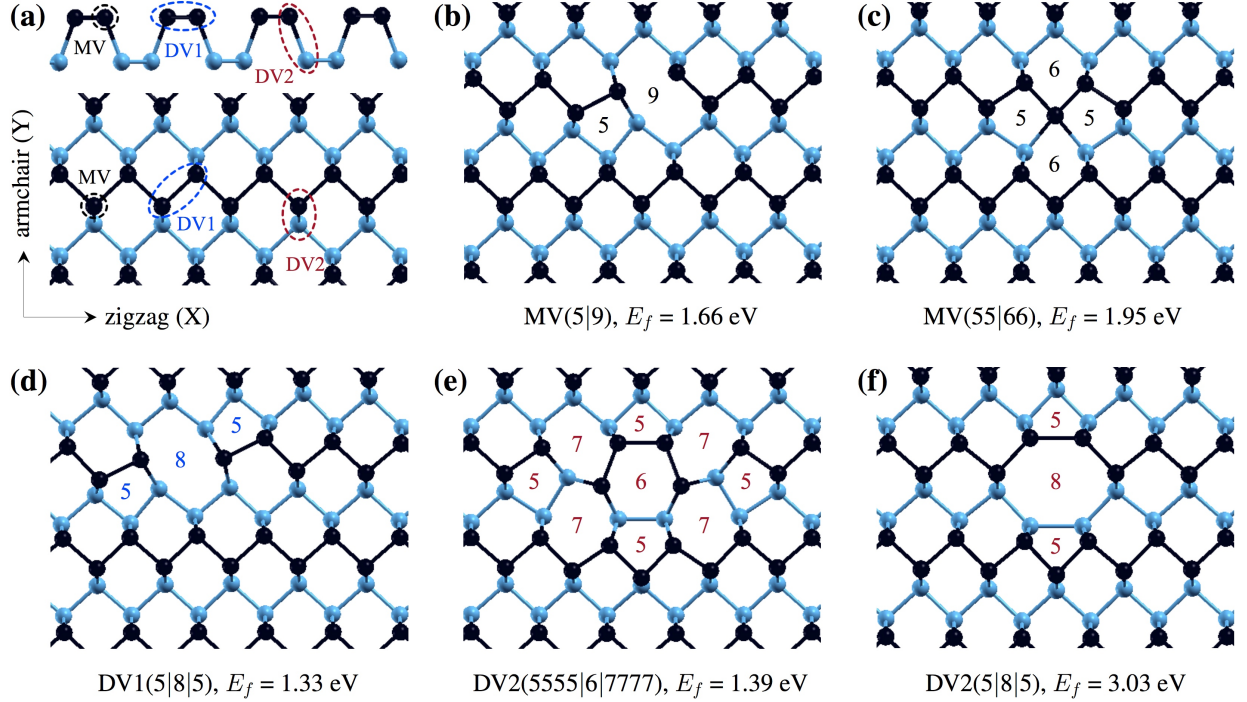 (a)
MV
DV1
DV2
MV
DV1
DV2
armchair (Y)
zigzag (X)
(b)
9
5
MV(5|9), E_f = 1.66 eV
(c)
6
5 5
6
MV(55|66), E_f = 1.95 eV
(d)
5
8
5
DV1(5|8|5), E_f = 1.33 eV
(e)
5
7 7
5 6 5
7 7
5
DV2(5555|6|7777), E_f = 1.39 eV
(f)
5
8
5
DV2(5|8|5), E_f = 3.03 eV